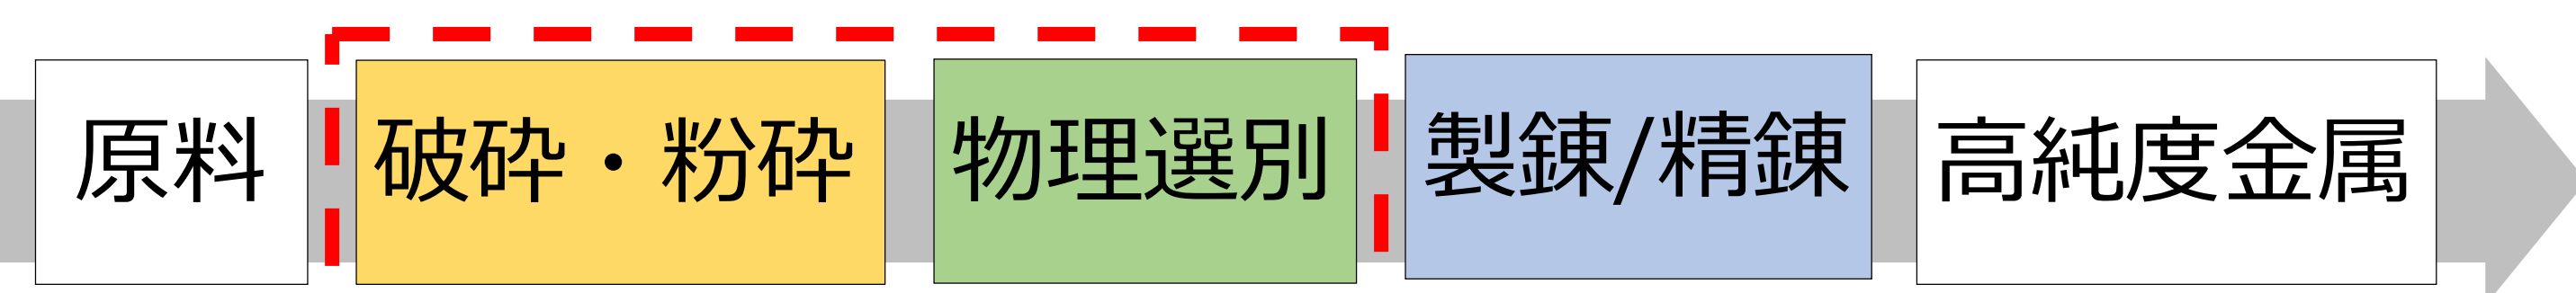 原料
破砕・粉砕
物理選別
製錬/精錬
高純度金属